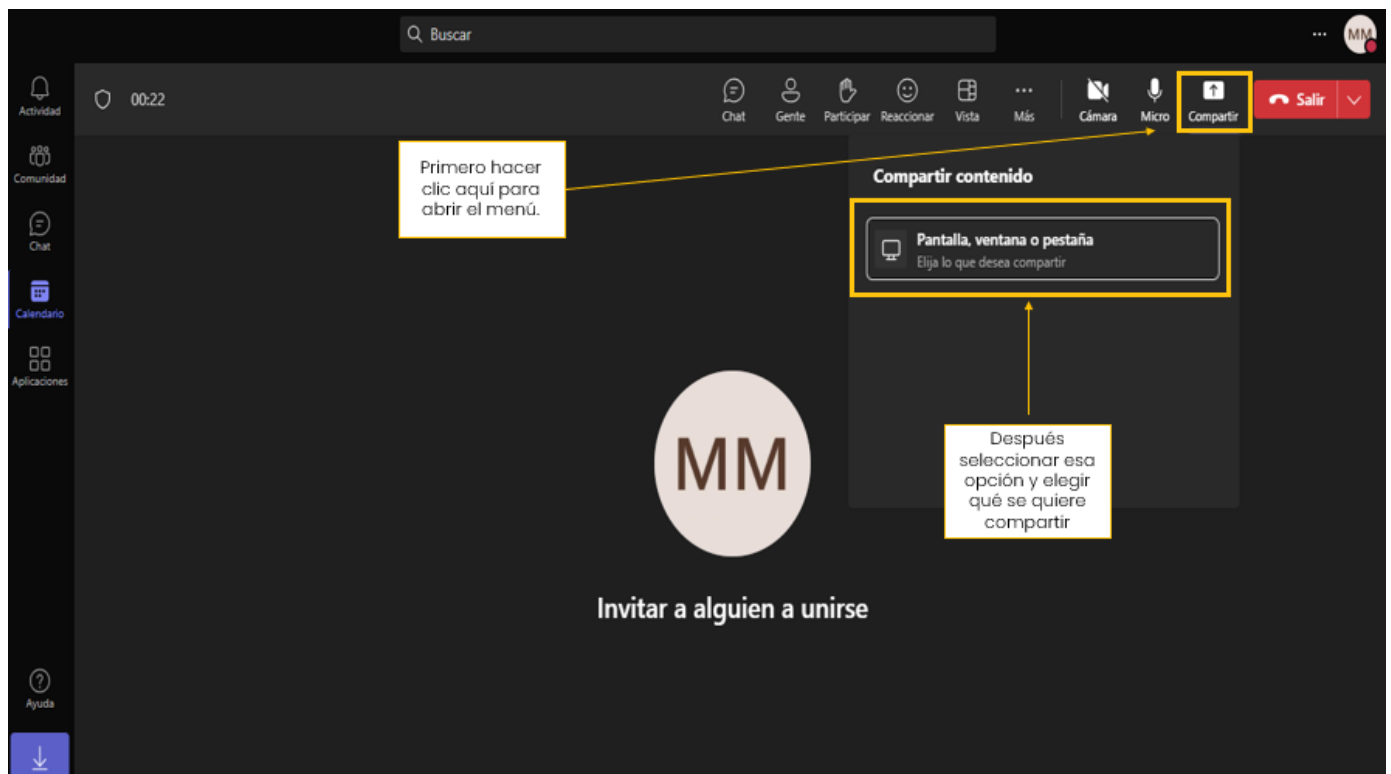 Buscar
MM
Actividad
Comunidad
Chat
Calendario
Aplicaciones
Ayuda
00:22
Chat
Gente
Participar
Reaccionar
Vista
Más
Cámara
Micro
Compartir
Salir
Primero hacer
clic aquí para
abrir el menú.
Compartir contenido
Pantalla, ventana o pestaña
Elija lo que desea compartir
Después
seleccionar esa
opción y elegir
qué se quiere
compartir
MM
Invitar a alguien a unirse